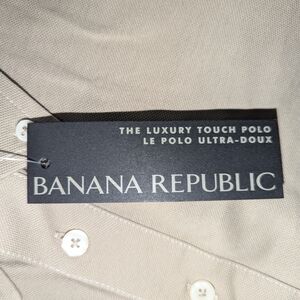 THE LUXURY TOUCH POLO
LE POLO ULTRA-DOUX
BANANA REPUBLIC